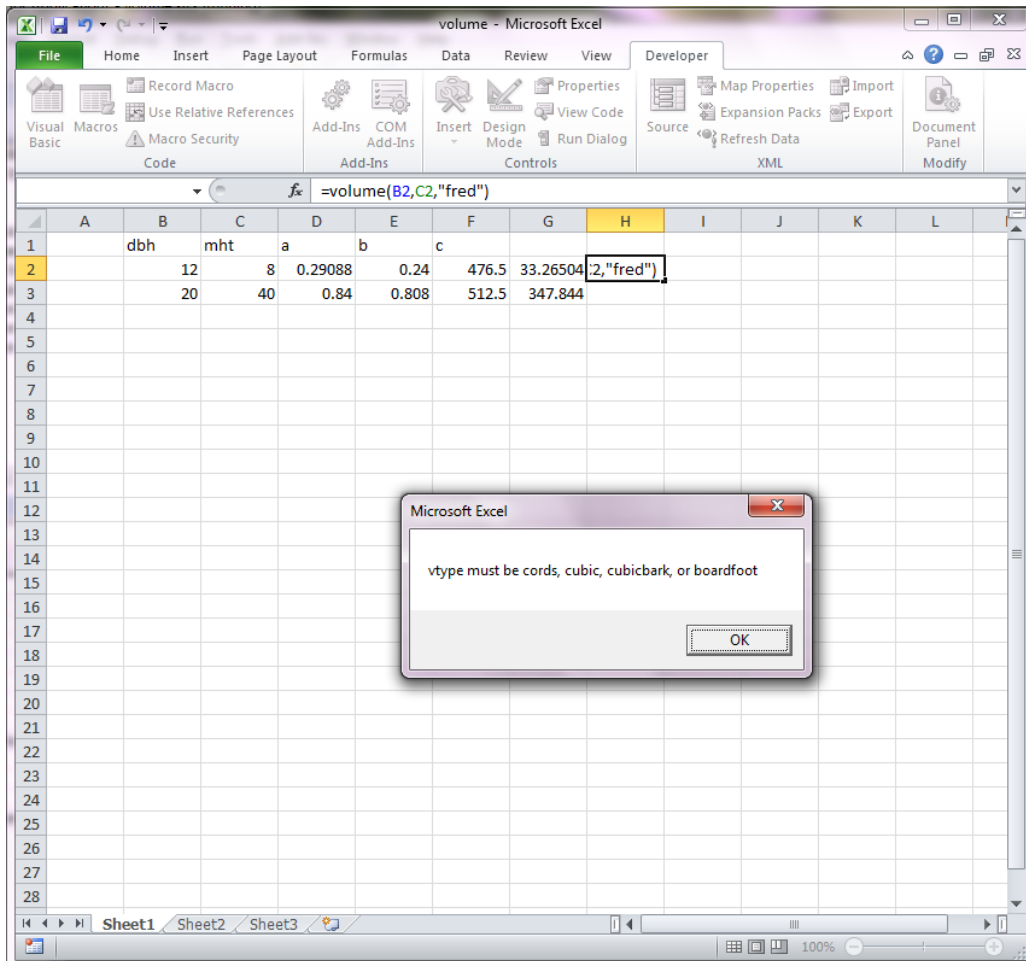 volume - Microsoft Excel
File Home Insert Page Layout Formulas Data Review View Developer
Record Macro Properties Map Properties Import
Use Relative References View Code Expansion Packs Export
Visual Basic Macros Macro Security Add-Ins COM Add-Ins Insert Design Mode Run Dialog Source Refresh Data Document Panel
Code Add-Ins Controls XML Modify
fx =volume(B2,C2,"fred")
A B C D E F G H I J K L
1 dbh mht a b c
2 12 8 0.29088 0.24 476.5 33.26504 C2,"fred")
3 20 40 0.84 0.808 512.5 347.844
4
5
6
7
8
9
10
11
12
13
14
15
16
17
18
19
20
21
22
23
24
25
26
27
28
Microsoft Excel
vtype must be cords, cubic, cubicbark, or boardfoot
OK
Sheet1 Sheet2 Sheet3
100%